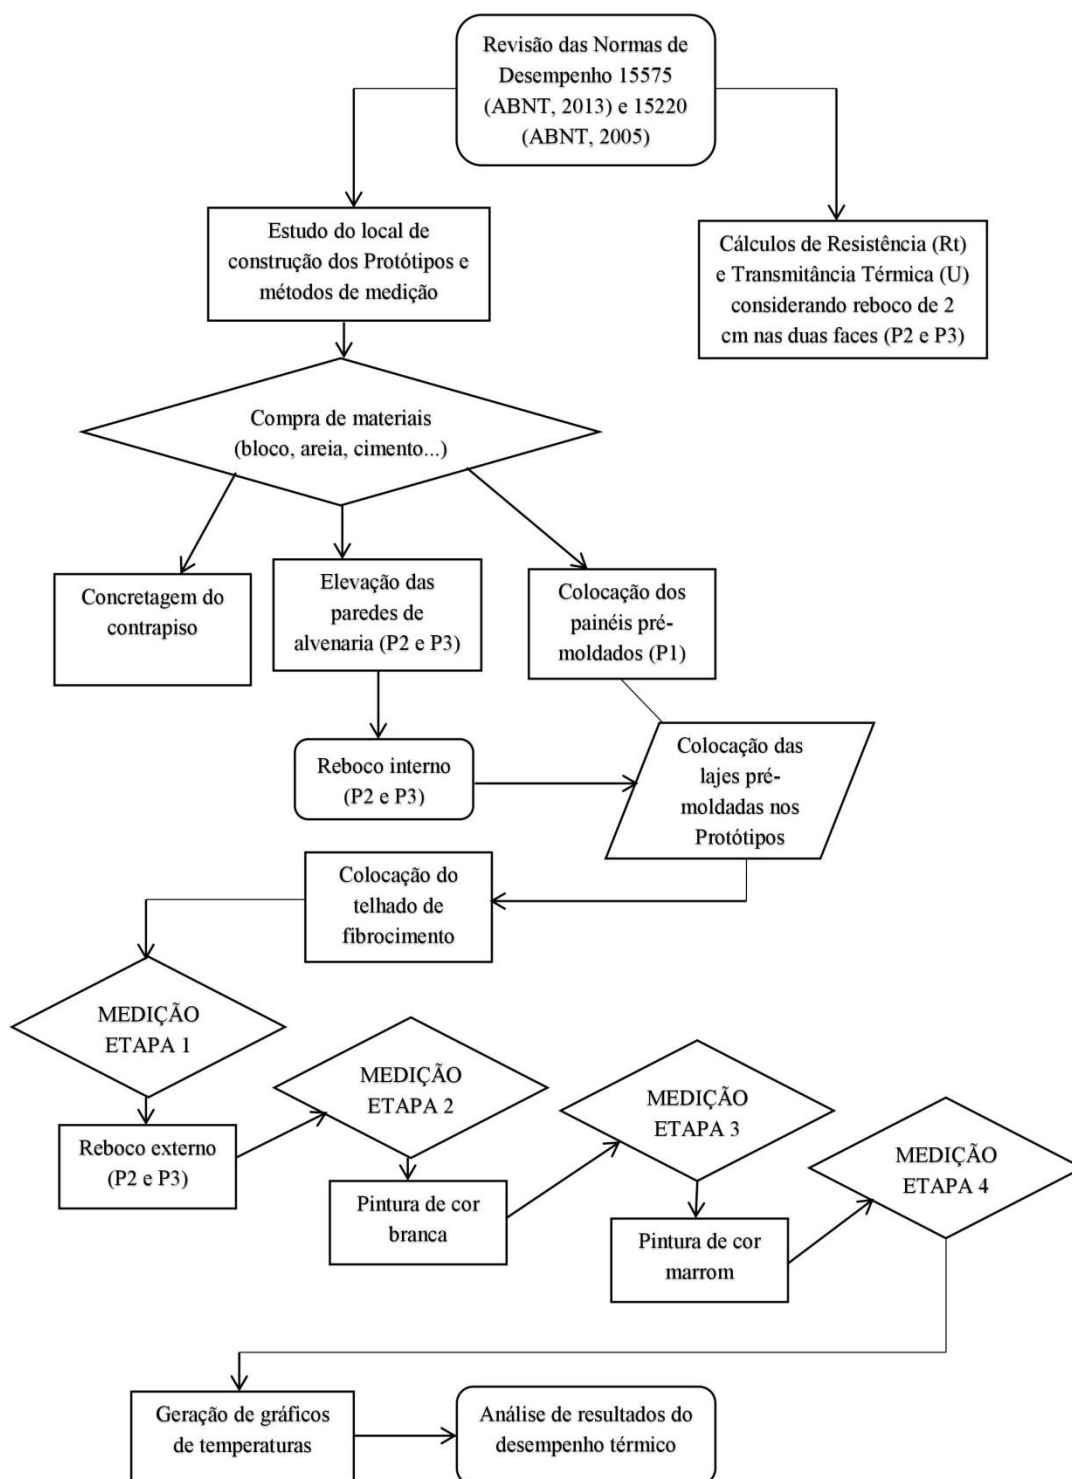 Revisão das Normas de
Desempenho 15575
(ABNT, 2013) e 15220
(ABNT, 2005)
Estudo do local de
construção dos Protótipos e
métodos de medição
Cálculos de Resistência (Rt)
e Transmitância Térmica (U)
considerando reboco de 2
cm nas duas faces (P2 e P3)
Compra de materiais
(bloco, areia, cimento...)
Concretagem do
contrapiso
Elevação das
paredes de
alvenaria (P2 e P3)
Colocação dos
painéis pré-
moldados (P1)
Reboco interno
(P2 e P3)
Colocação das
lajes pré-
moldadas nos
Protótipos
Colocação do
telhado de
fibrocimento
MEDIÇÃO
ETAPA 1
Reboco externo
(P2 e P3)
MEDIÇÃO
ETAPA 2
Pintura de cor
branca
MEDIÇÃO
ETAPA 3
Pintura de cor
marrom
MEDIÇÃO
ETAPA 4
Geração de gráficos
de temperaturas
Análise de resultados do
desempenho térmico